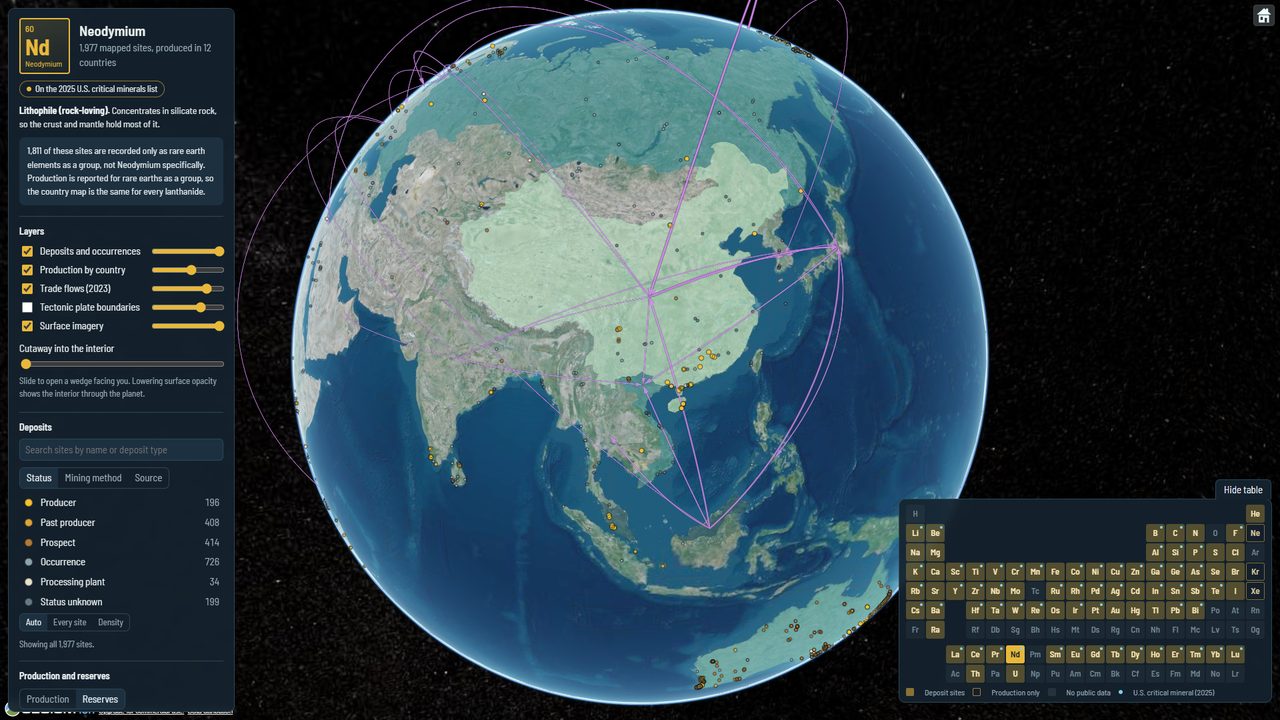 60
Nd
Neodymium
Neodymium
1,977 mapped sites, produced in 12
countries
On the 2025 U.S. critical minerals list
Lithophile (rock-loving). Concentrates in silicate rock,
so the crust and mantle hold most of it.
1,811 of these sites are recorded only as rare earth
elements as a group, not Neodymium specifically.
Production is reported for rare earths as a group, so
the country map is the same for every lanthanide.
Layers
Deposits and occurrences
Production by country
Trade flows (2023)
Tectonic plate boundaries
Surface imagery
Cutaway into the interior
Slide to open a wedge facing you. Lowering surface opacity
shows the interior through the planet.
Deposits
Search sites by name or deposit type
Status Mining method Source
Producer 196
Past producer 408
Prospect 414
Occurrence 726
Processing plant 34
Status unknown 199
Auto Every site Density
Showing all 1,977 sites.
Production and reserves
Production Reserves
Hide table
H He
Li Be B C N O F Ne
Na Mg Al Si P S Cl Ar
K Ca Sc Ti V Cr Mn Fe Co Ni Cu Zn Ga Ge As Se Br Kr
Rb Sr Y Zr Nb Mo Tc Ru Rh Pd Ag Cd In Sn Sb Te I Xe
Cs Ba Hf Ta W Re Os Ir Pt Au Hg Tl Pb Bi Po At Rn
Fr Ra Rf Db Sg Bh Hs Mt Ds Rg Cn Nh Fl Mc Lv Ts Og
La Ce Pr Nd Pm Sm Eu Gd Tb Dy Ho Er Tm Yb Lu
Ac Th Pa U Np Pu Am Cm Bk Cf Es Fm Md No Lr
Deposit sites Production only No public data U.S. critical mineral (2025)